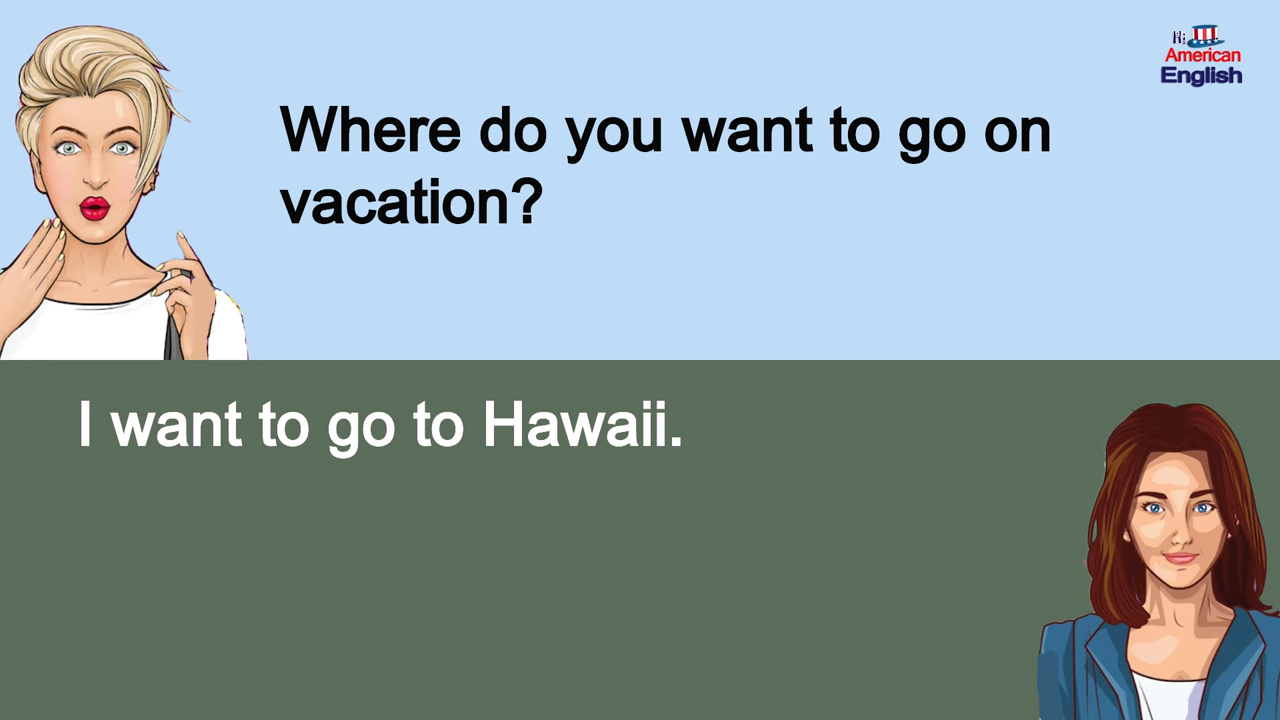 Hi
American
English
Where do you want to go on
vacation?
I want to go to Hawaii.